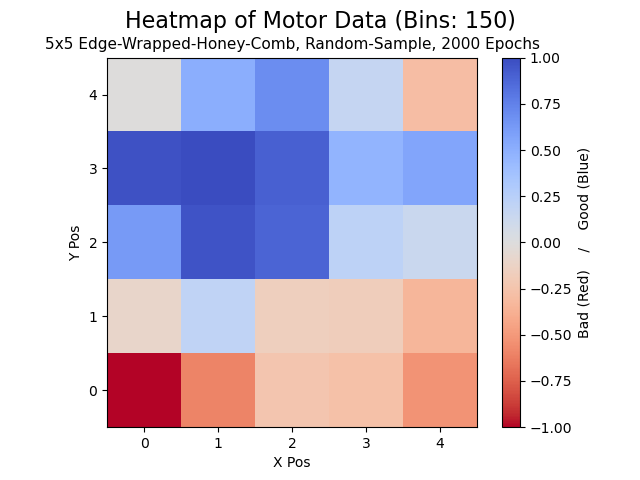 Heatmap of Motor Data (Bins: 150)
5x5 Edge-Wrapped-Honey-Comb, Random-Sample, 2000 Epochs
4
3
2
1
0
Y Pos
0 1 2 3 4
X Pos
1.00
0.75
0.50
0.25
0.00
−0.25
−0.50
−0.75
−1.00
Bad (Red) / Good (Blue)